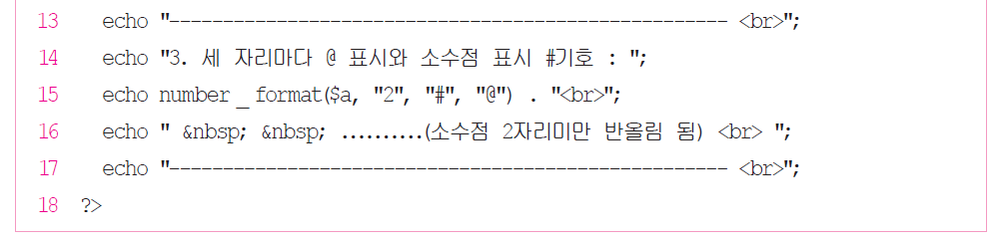 13 echo "---------------------------------------------------- <br>";
14 echo "3. 세 자리마다 @ 표시와 소수점 표시 #기호 : ";
15 echo number _ format($a, "2", "#", "@") . "<br>";
16 echo " &nbsp; &nbsp; ..........(소수점 2자리미만 반올림 됨) <br> ";
17 echo "---------------------------------------------------- <br>";
18 ?>